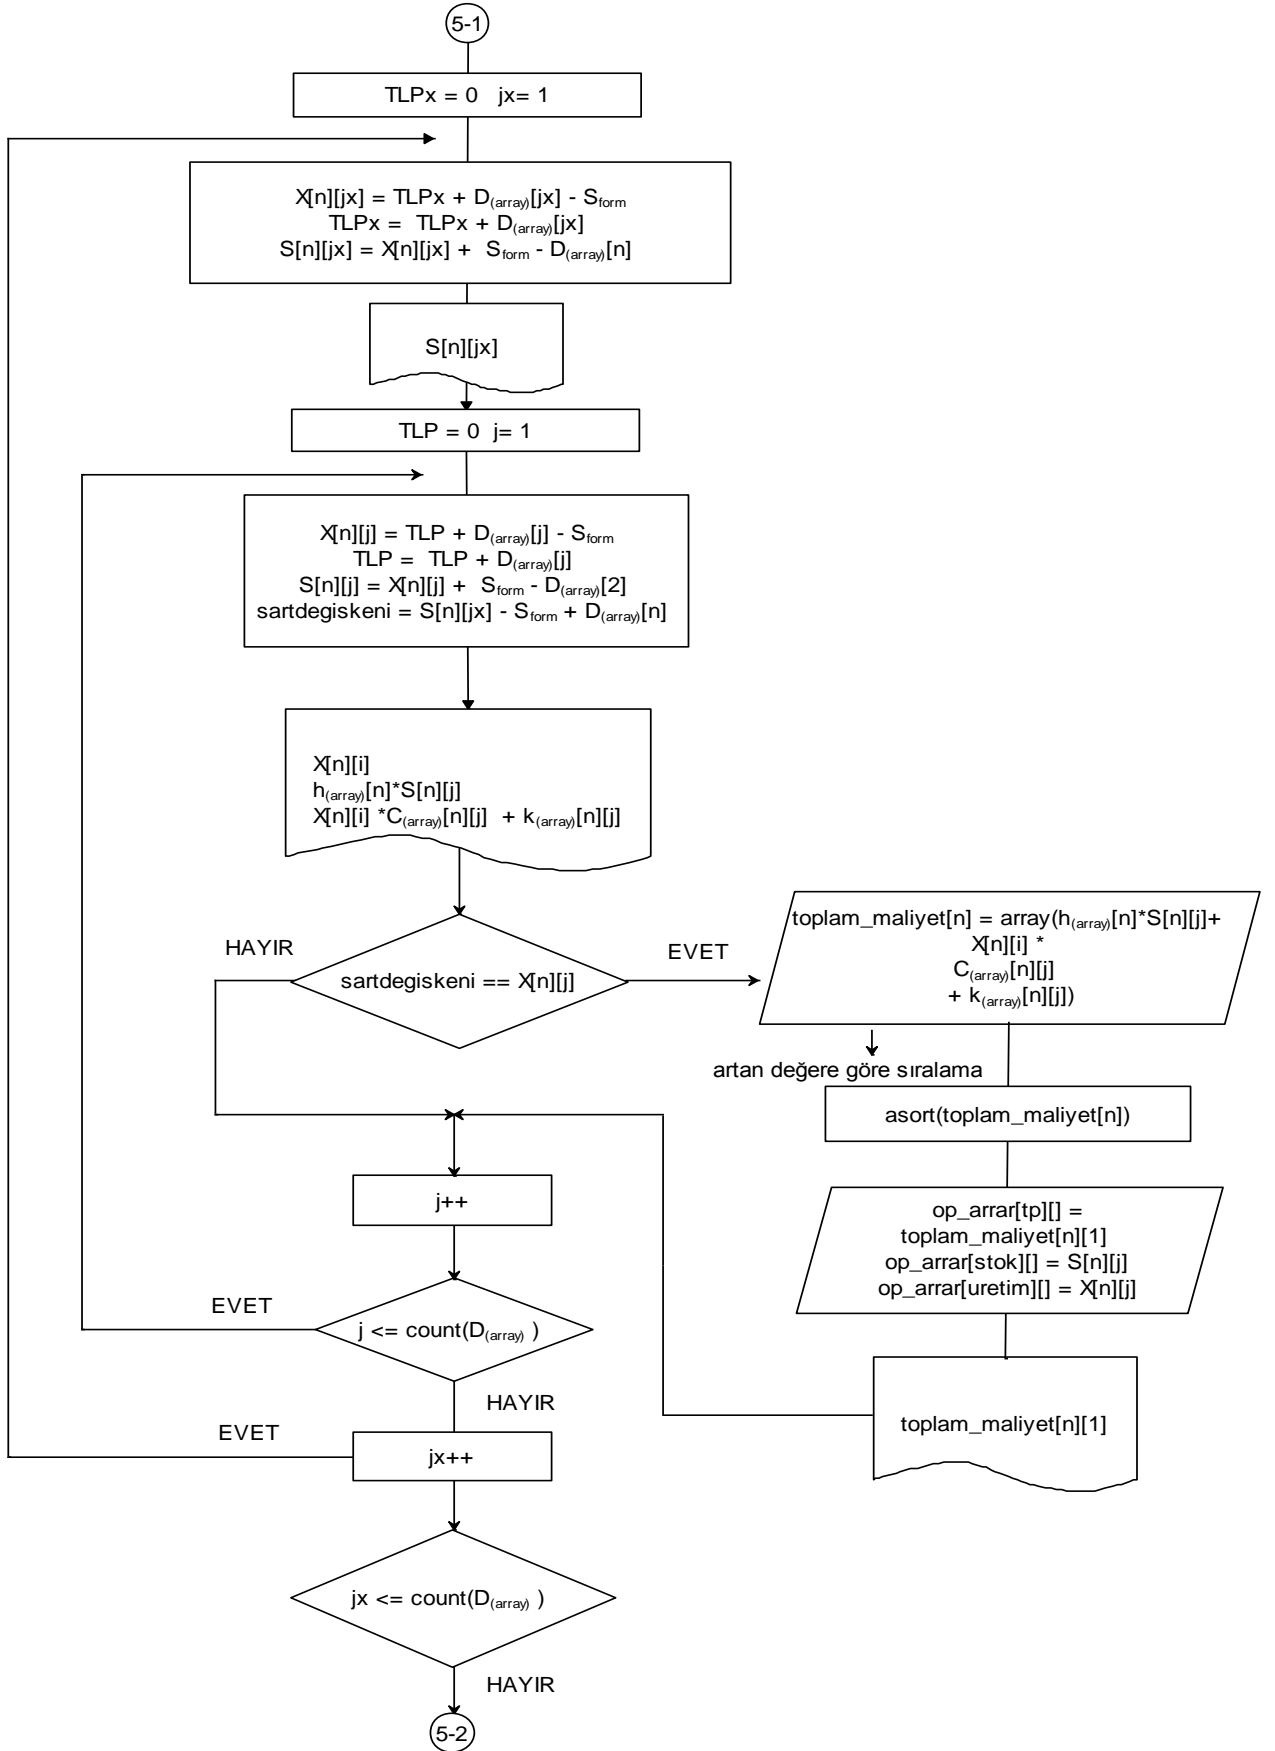 5-1
TLPx = 0 jx= 1
X[n][jx] = TLPx + D(array)[jx] - Sform
TLPx = TLPx + D(array)[jx]
S[n][jx] = X[n][jx] + Sform - D(array)[n]
S[n][jx]
TLP = 0 j= 1
X[n][j] = TLP + D(array)[j] - Sform
TLP = TLP + D(array)[j]
S[n][j] = X[n][j] + Sform - D(array)[2]
sartdegiskeni = S[n][jx] - Sform + D(array)[n]
X[n][i]
h(array)[n]*S[n][j]
X[n][i] *C(array)[n][j] + k(array)[n][j]
HAYIR
sartdegiskeni == X[n][j]
EVET
toplam_maliyet[n] = array(h(array)[n]*S[n][j]+
X[n][i] *
C(array)[n][j]
+ k(array)[n][j])
artan değere göre sıralama
asort(toplam_maliyet[n])
op_arrar[tp][] =
toplam_maliyet[n][1]
op_arrar[stok][] = S[n][j]
op_arrar[uretim][] = X[n][j]
toplam_maliyet[n][1]
j++
EVET
j <= count(D(array) )
HAYIR
EVET
jx++
jx <= count(D(array) )
HAYIR
5-2